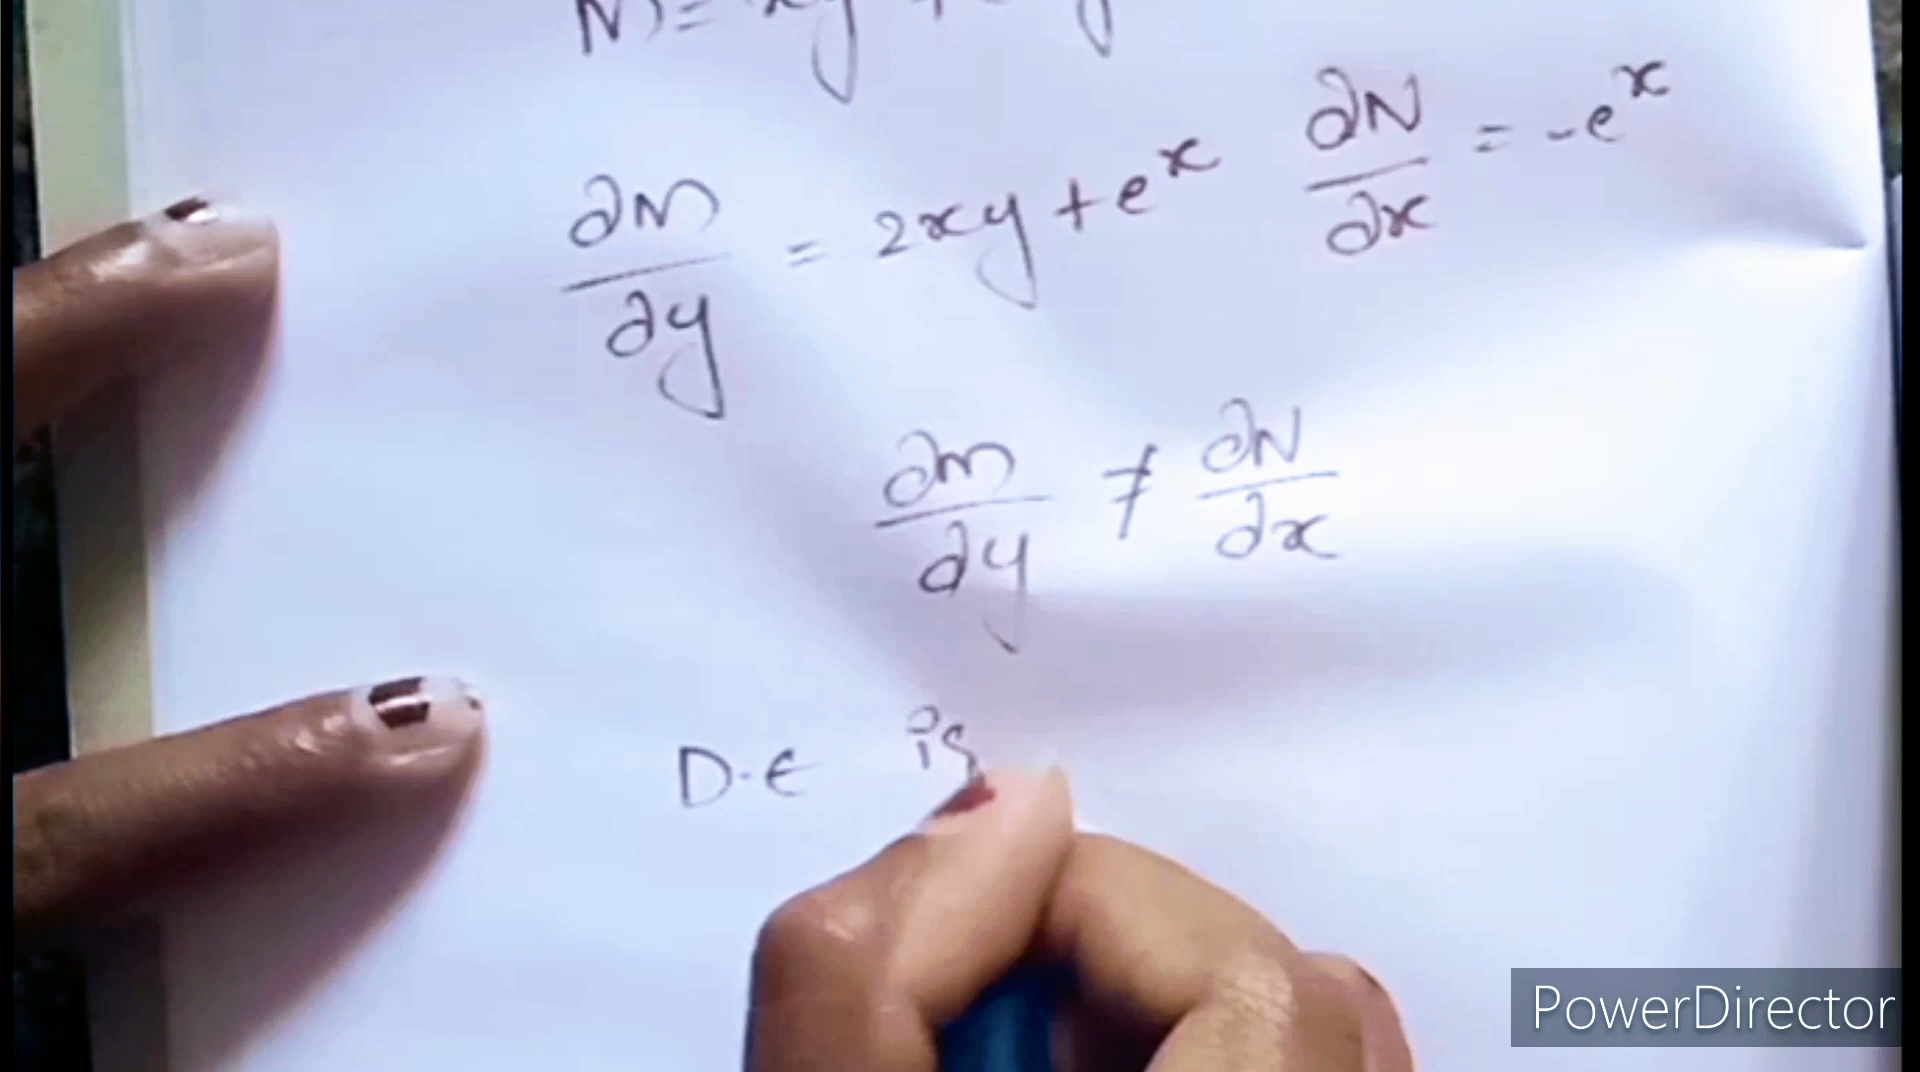 ∂M/∂y = 2xy + e^x ∂N/∂x = -e^x
∂m/∂y ≠ ∂N/∂x
D.E is
PowerDirector